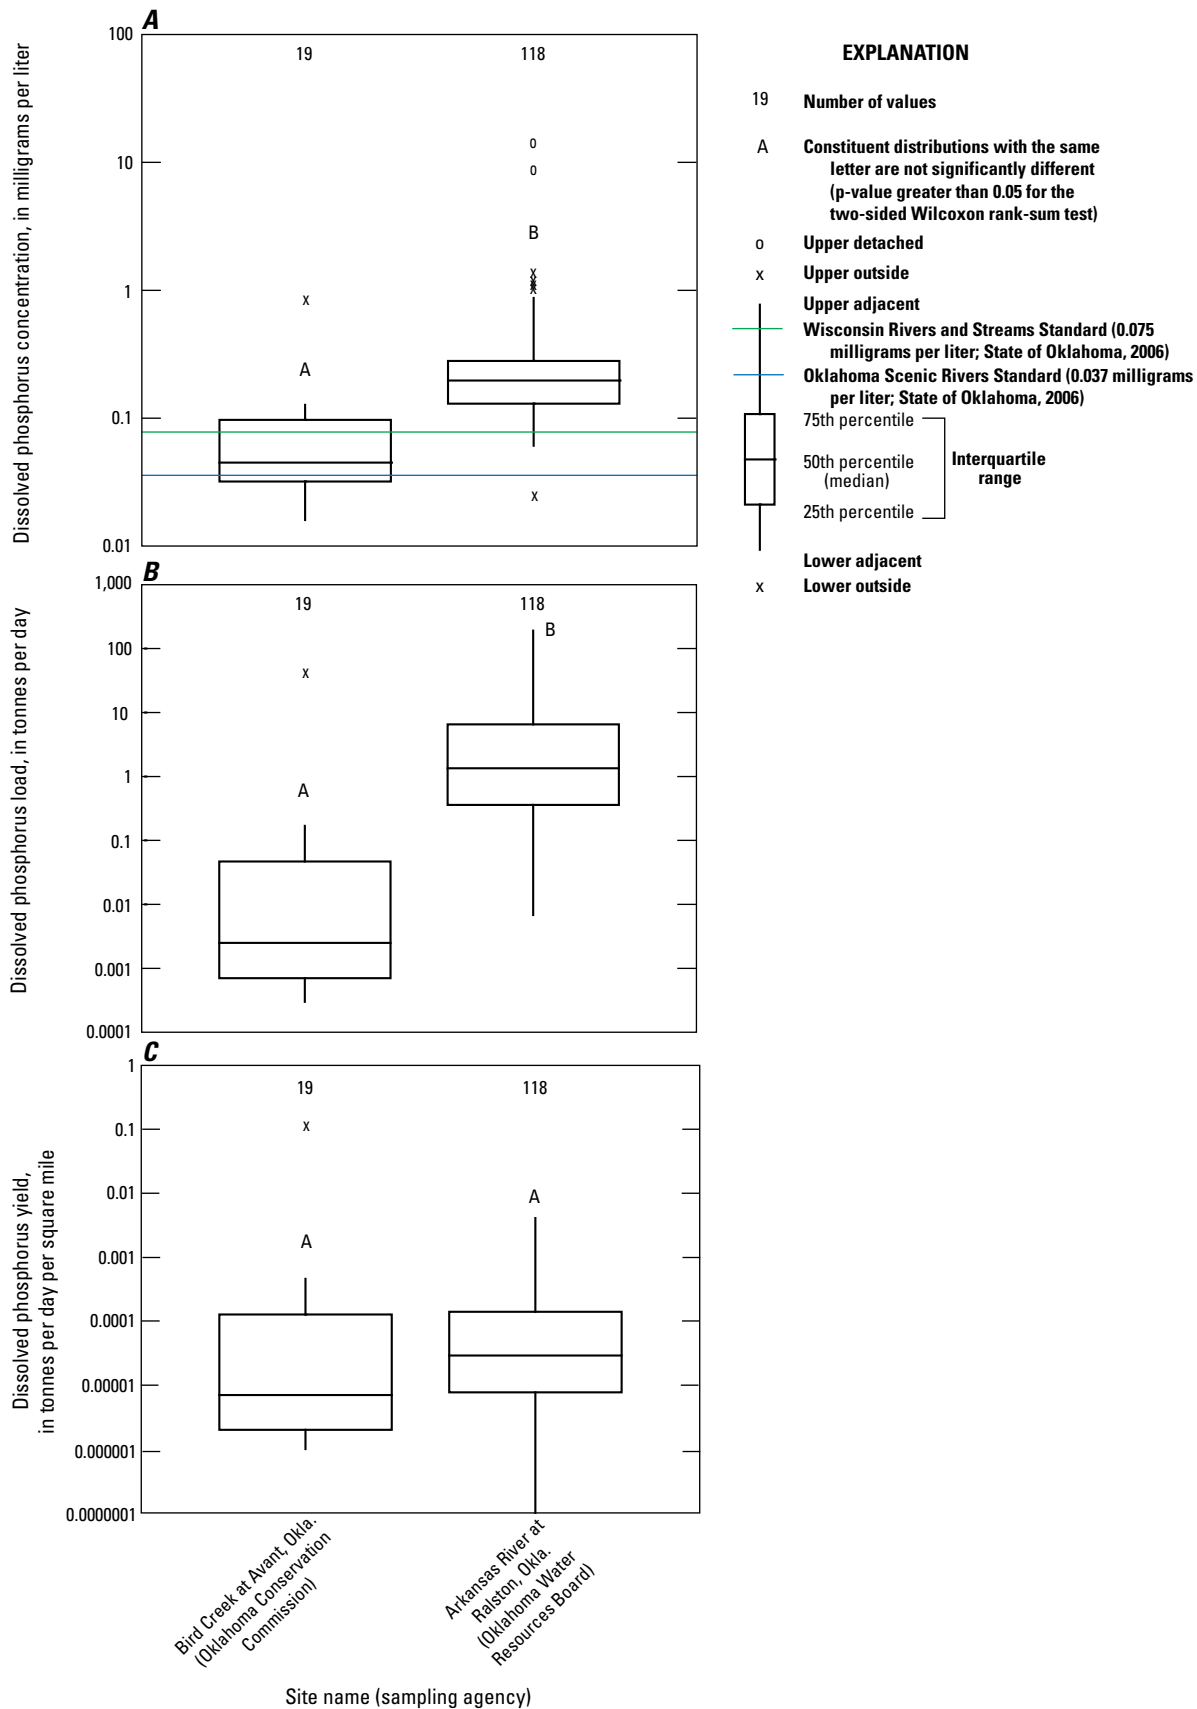 A
Dissolved phosphorus concentration, in milligrams per liter
100
10
1
0.1
0.01
19
118
o
o
B
x
x
x
x
x
x
A
x
EXPLANATION
19 Number of values
A Constituent distributions with the same
letter are not significantly different
(p-value greater than 0.05 for the
two-sided Wilcoxon rank-sum test)
o Upper detached
x Upper outside
Upper adjacent
Wisconsin Rivers and Streams Standard (0.075
milligrams per liter; State of Oklahoma, 2006)
Oklahoma Scenic Rivers Standard (0.037 milligrams
per liter; State of Oklahoma, 2006)
75th percentile
50th percentile
(median)
25th percentile
Interquartile
range
Lower adjacent
x Lower outside
B
Dissolved phosphorus load, in tonnes per day
1,000
100
10
1
0.1
0.01
0.001
0.0001
19
118
B
x
A
C
Dissolved phosphorus yield,
in tonnes per day per square mile
1
0.1
0.01
0.001
0.0001
0.00001
0.000001
0.0000001
19
118
x
A
A
Bird Creek at Avant, Okla.
(Oklahoma Conservation
Commission)
Arkansas River at
Ralston, Okla.
(Oklahoma Water
Resources Board)
Site name (sampling agency)